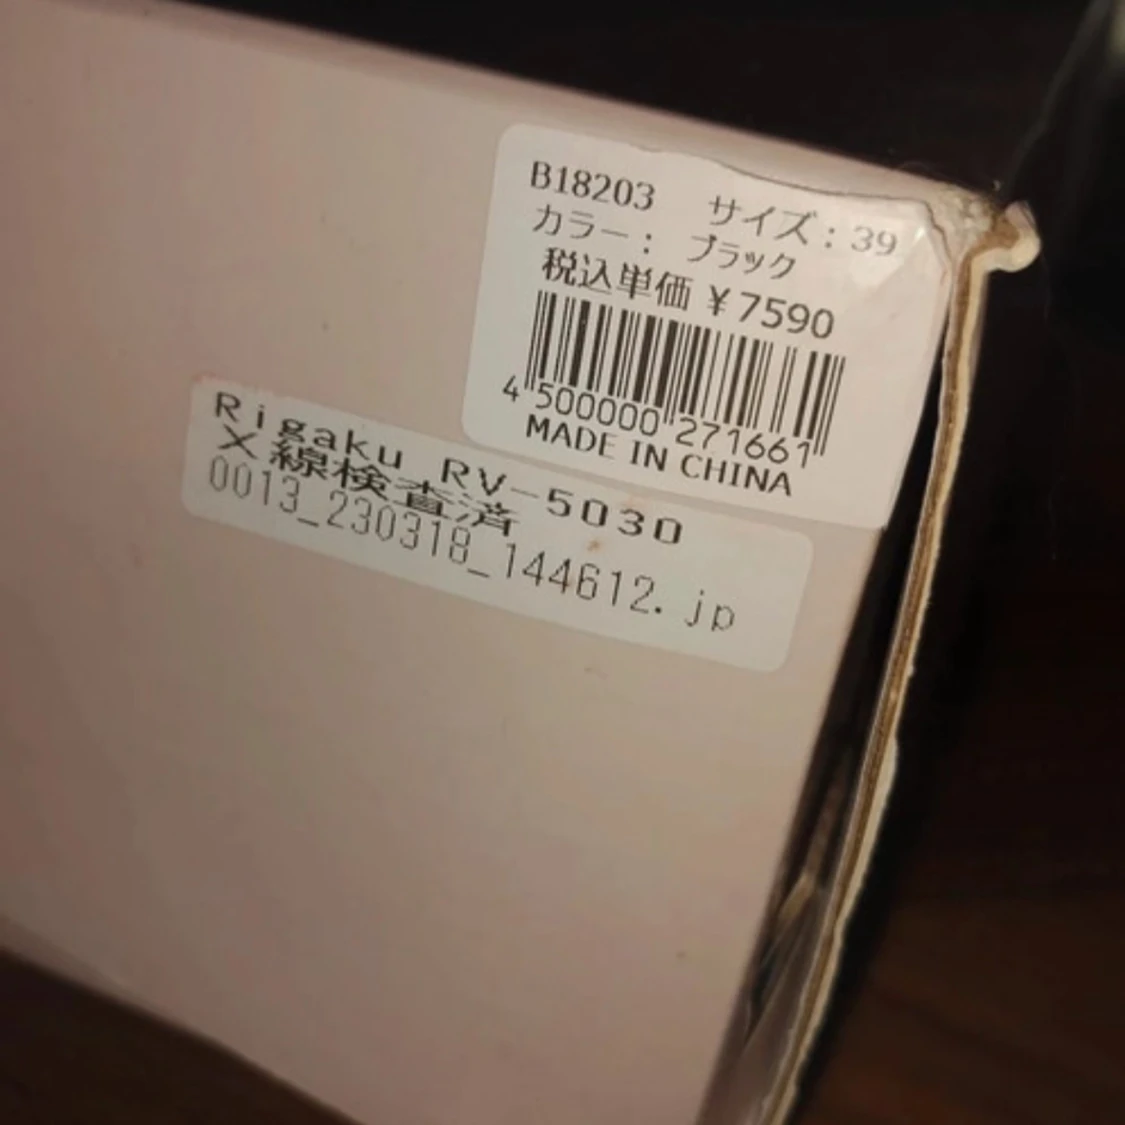 B18203 サイズ：39
カラー： ブラック
税込単価 ¥7590
4 500000 271661
MADE IN CHINA
Rigaku RV-5030
X線検査済
0013_230318_144612.jp